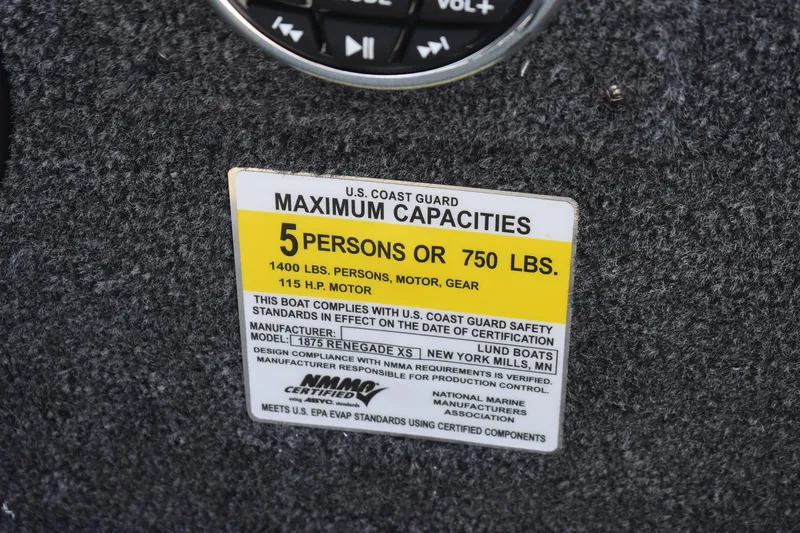 VOL+
U.S. COAST GUARD
MAXIMUM CAPACITIES
5 PERSONS OR 750 LBS.
1400 LBS. PERSONS, MOTOR, GEAR
115 H.P. MOTOR
THIS BOAT COMPLIES WITH U.S. COAST GUARD SAFETY
STANDARDS IN EFFECT ON THE DATE OF CERTIFICATION
MANUFACTURER: LUND BOATS
MODEL: 1875 RENEGADE XS NEW YORK MILLS, MN
DESIGN COMPLIANCE WITH NMMA REQUIREMENTS IS VERIFIED.
MANUFACTURER RESPONSIBLE FOR PRODUCTION CONTROL.
NMMA
CERTIFIED
using ABYC standards
NATIONAL MARINE
MANUFACTURERS
ASSOCIATION
MEETS U.S. EPA EVAP STANDARDS USING CERTIFIED COMPONENTS